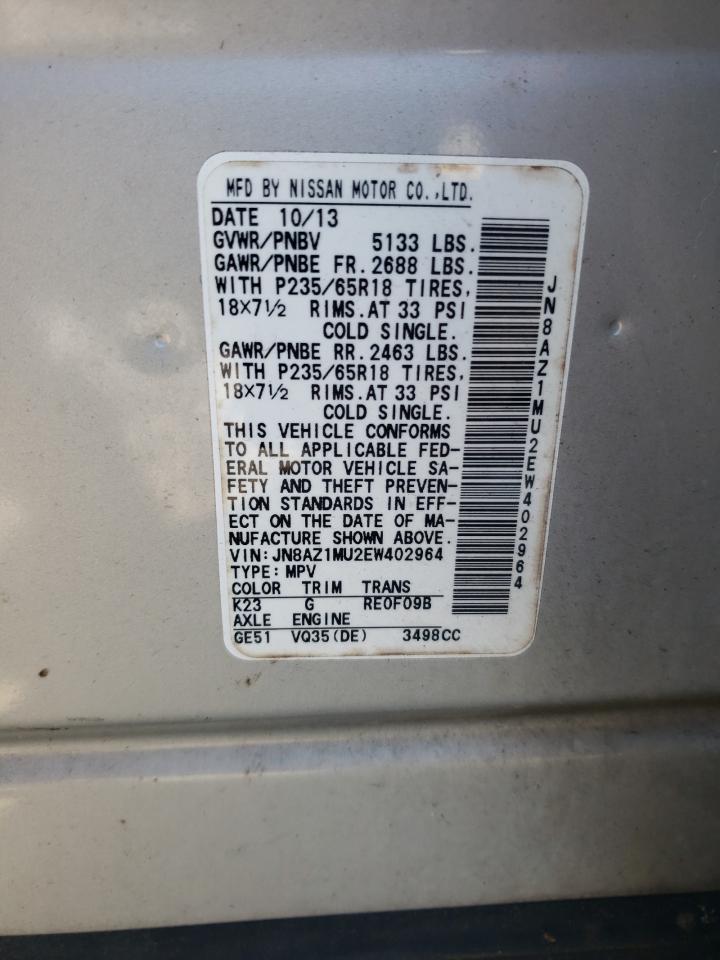 MFD BY NISSAN MOTOR CO.,LTD.
DATE 10/13
GVWR/PNBV 5133 LBS.
GAWR/PNBE FR.2688 LBS.
WITH P235/65R18 TIRES,
18×7½ RIMS.AT 33 PSI
COLD SINGLE.
GAWR/PNBE RR.2463 LBS.
WITH P235/65R18 TIRES,
18×7½ RIMS.AT 33 PSI
COLD SINGLE.
THIS VEHICLE CONFORMS
TO ALL APPLICABLE FED-
ERAL MOTOR VEHICLE SA-
FETY AND THEFT PREVEN-
TION STANDARDS IN EFF-
ECT ON THE DATE OF MA-
NUFACTURE SHOWN ABOVE.
VIN:JN8AZ1MU2EW402964
TYPE:MPV
COLOR TRIM TRANS
K23 G RE0F09B
AXLE ENGINE
GE51 VQ35(DE) 3498CC
JN8AZ1MU2EW402964